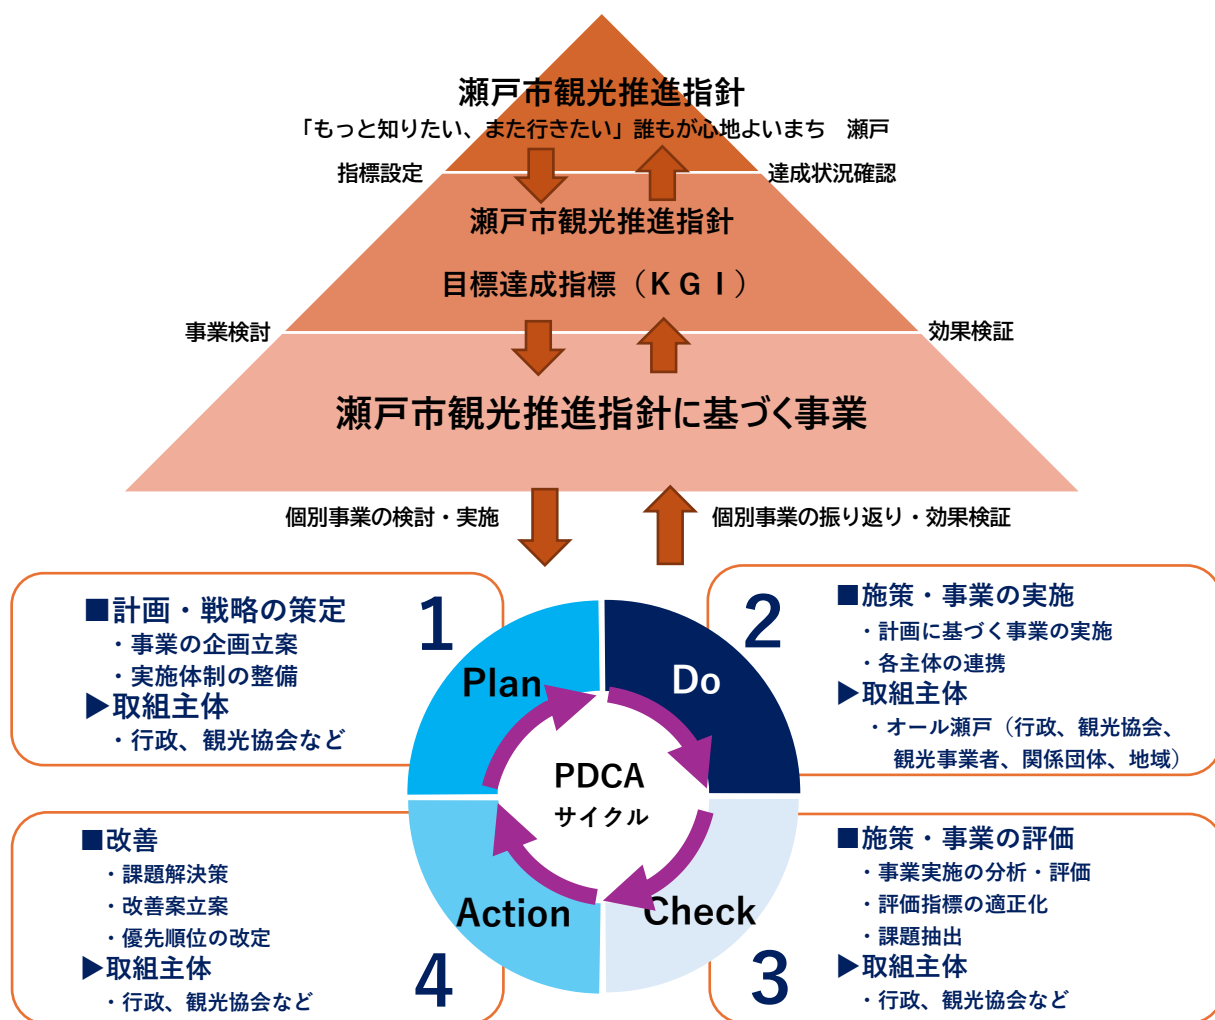 瀬戸市観光推進指針
「もっと知りたい、また行きたい」誰もが心地よいまち　瀬戸
指標設定
達成状況確認
瀬戸市観光推進指針
目標達成指標（ＫＧＩ）
事業検討
効果検証
瀬戸市観光推進指針に基づく事業
個別事業の検討・実施
個別事業の振り返り・効果検証
■計画・戦略の策定
・事業の企画立案
・実施体制の整備
▶取組主体
・行政、観光協会など
1
Plan
2
Do
■施策・事業の実施
・計画に基づく事業の実施
・各主体の連携
▶取組主体
・オール瀬戸（行政、観光協会、
観光事業者、関係団体、地域）
PDCA
サイクル
■改善
・課題解決策
・改善案立案
・優先順位の改定
▶取組主体
・行政、観光協会など
4
Action
Check
3
■施策・事業の評価
・事業実施の分析・評価
・評価指標の適正化
・課題抽出
▶取組主体
・行政、観光協会など